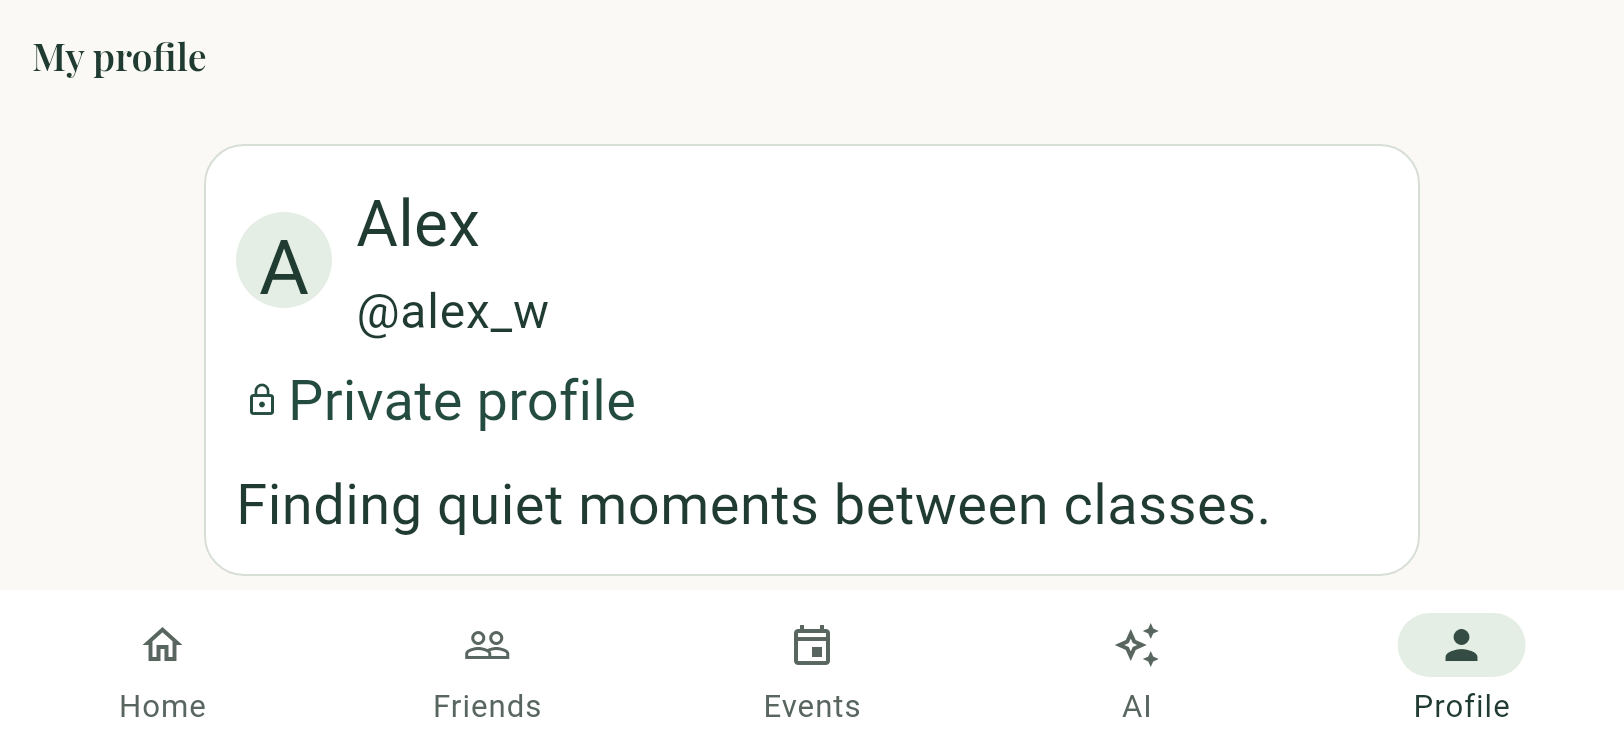 My profile
A
Alex
@alex_w
Private profile
Finding quiet moments between classes.
Home
Friends
Events
AI
Profile